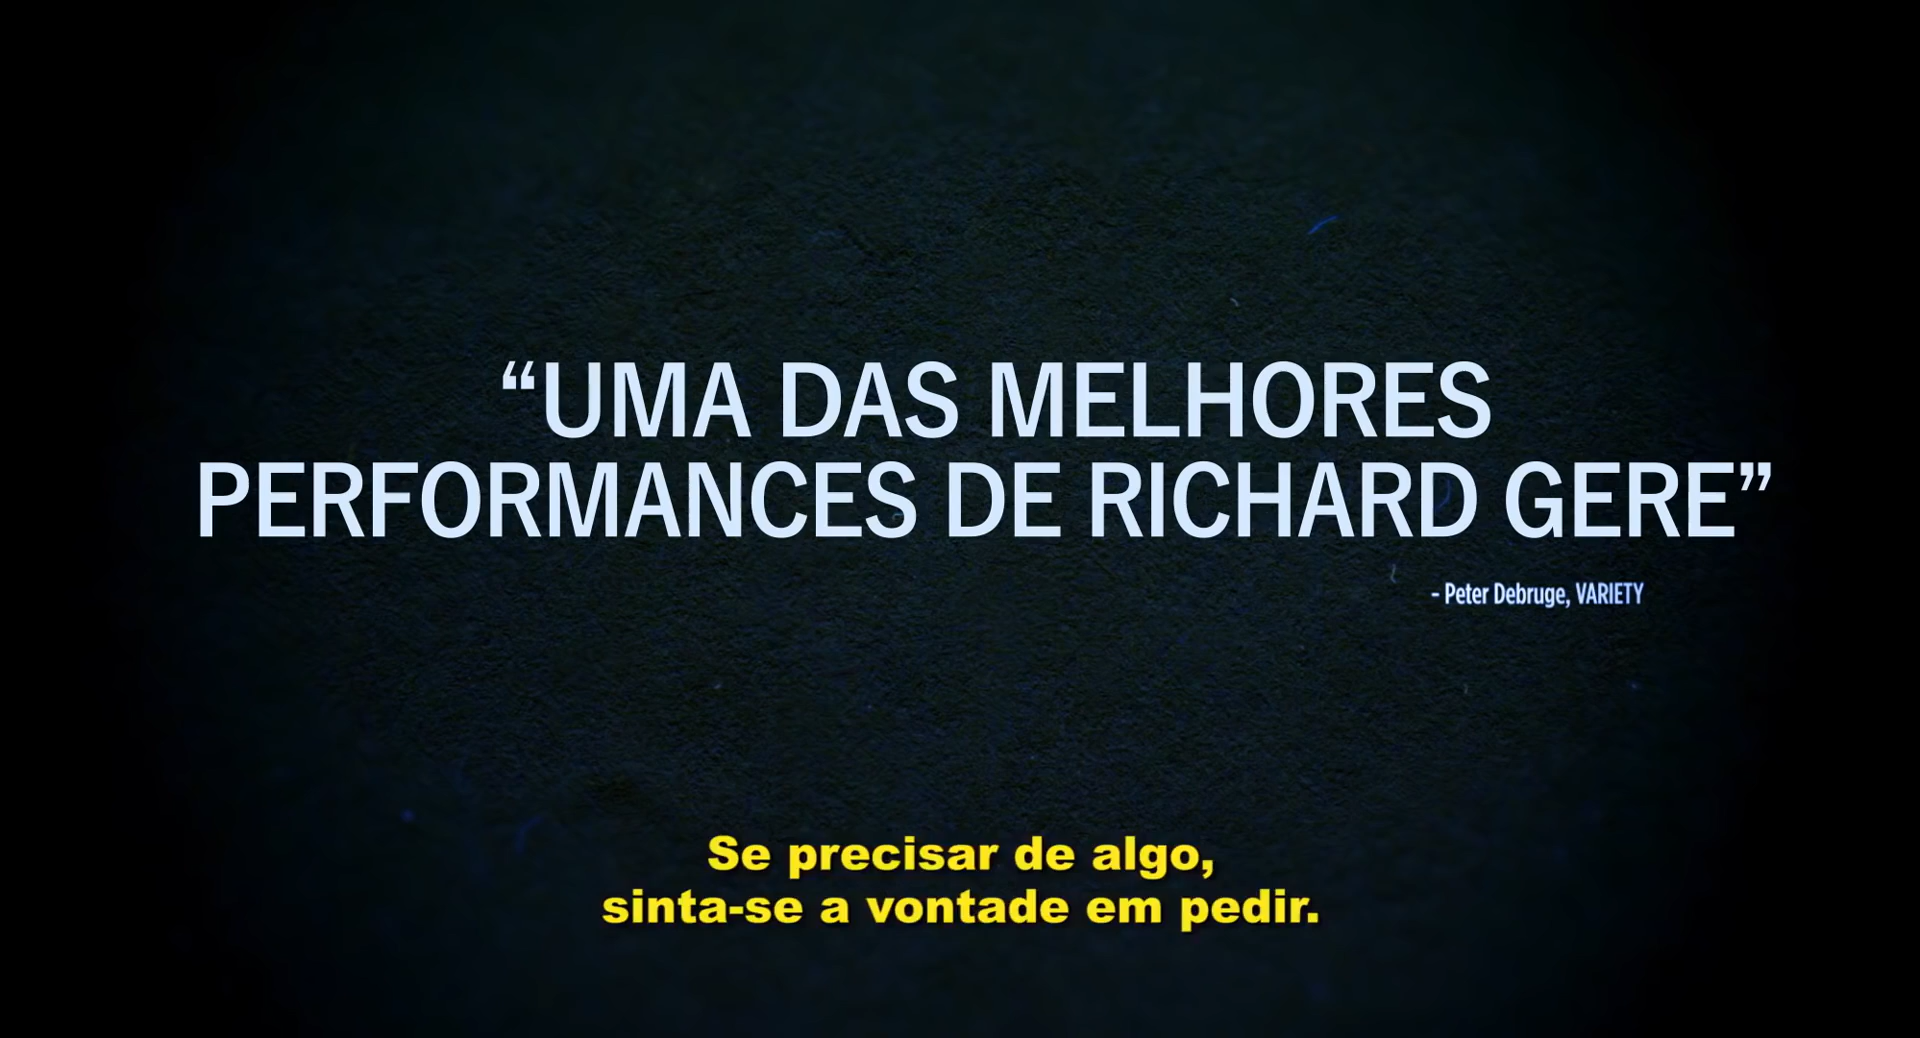 “UMA DAS MELHORES
PERFORMANCES DE RICHARD GERE”
- Peter Debruge, VARIETY
Se precisar de algo,
sinta-se a vontade em pedir.